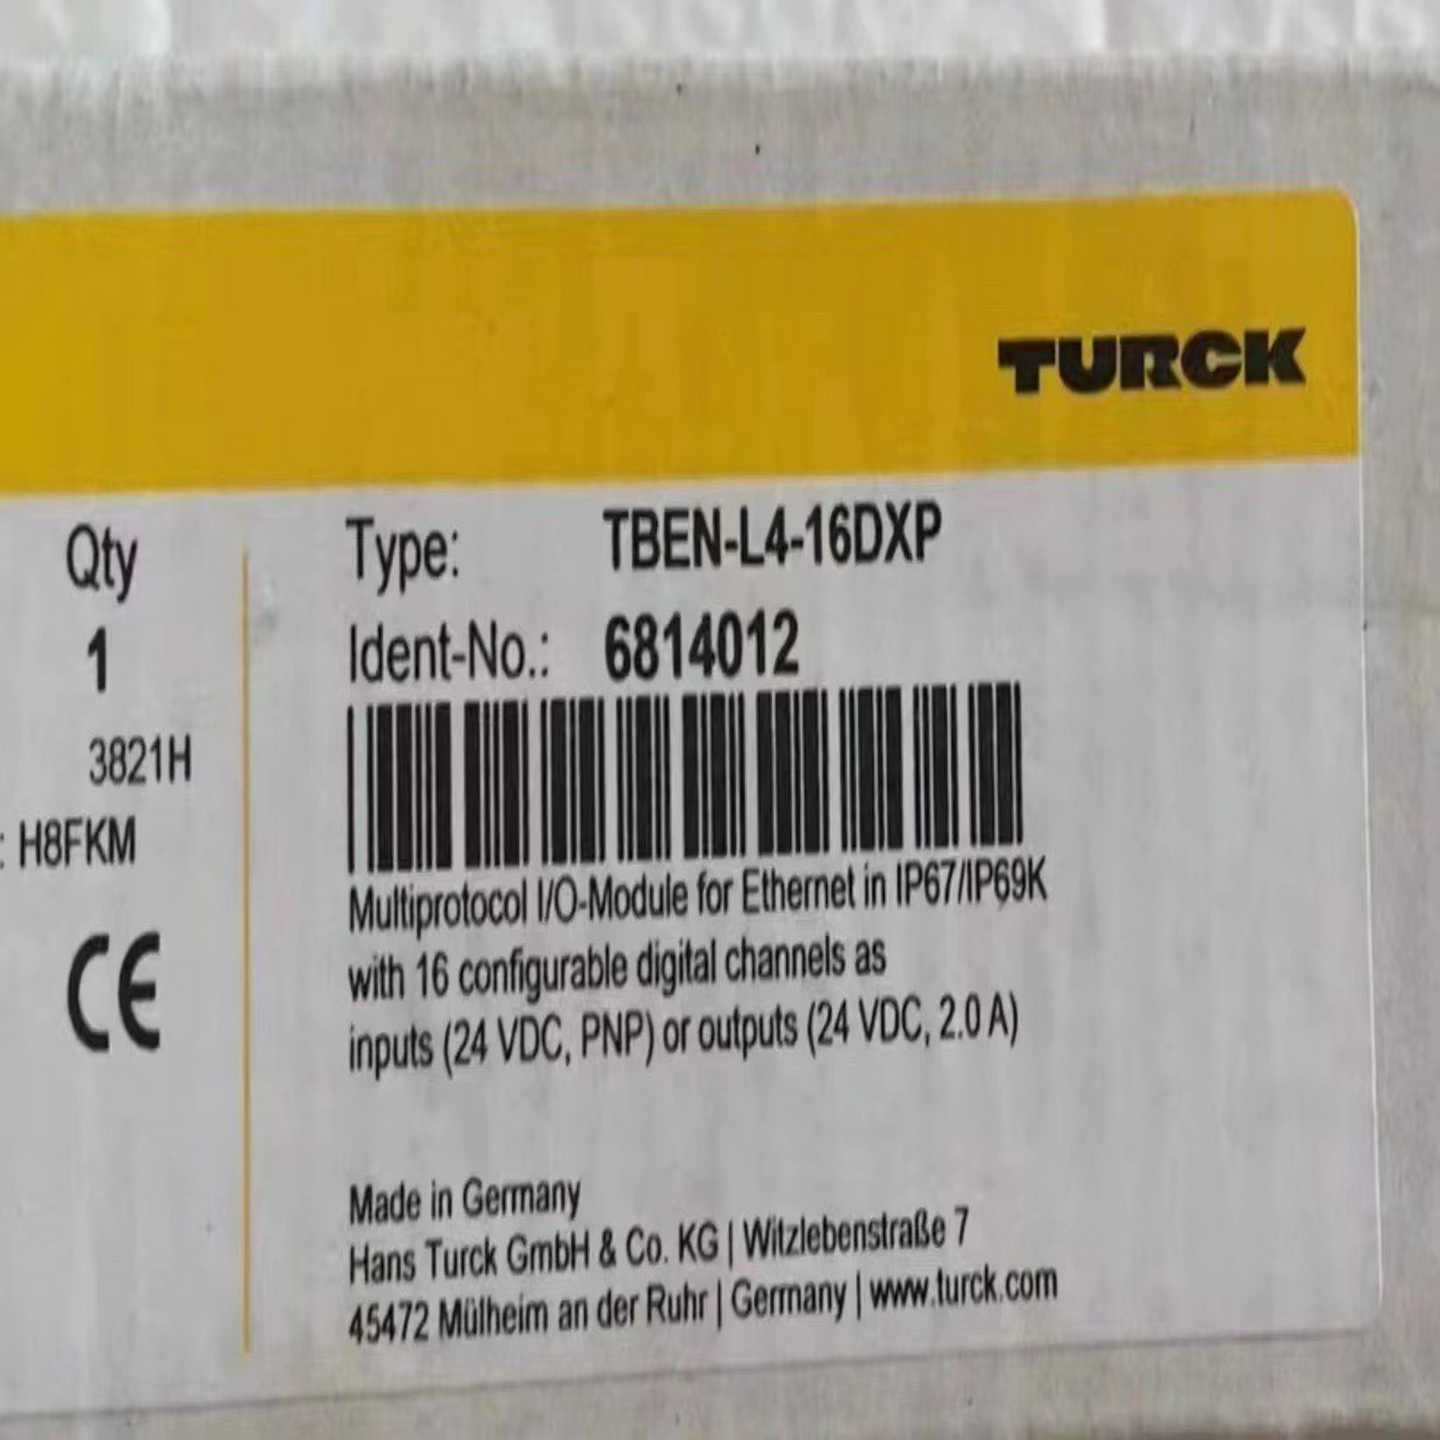 TURCK
Qty
1
3821H
: H8FKM
CE
Type: TBEN-L4-16DXP
Ident-No.: 6814012
Multiprotocol I/O-Module for Ethernet in IP67/IP69K
with 16 configurable digital channels as
inputs (24 VDC, PNP) or outputs (24 VDC, 2.0 A)
Made in Germany
Hans Turck GmbH & Co. KG | Witzlebenstraße 7
45472 Mülheim an der Ruhr | Germany | www.turck.com